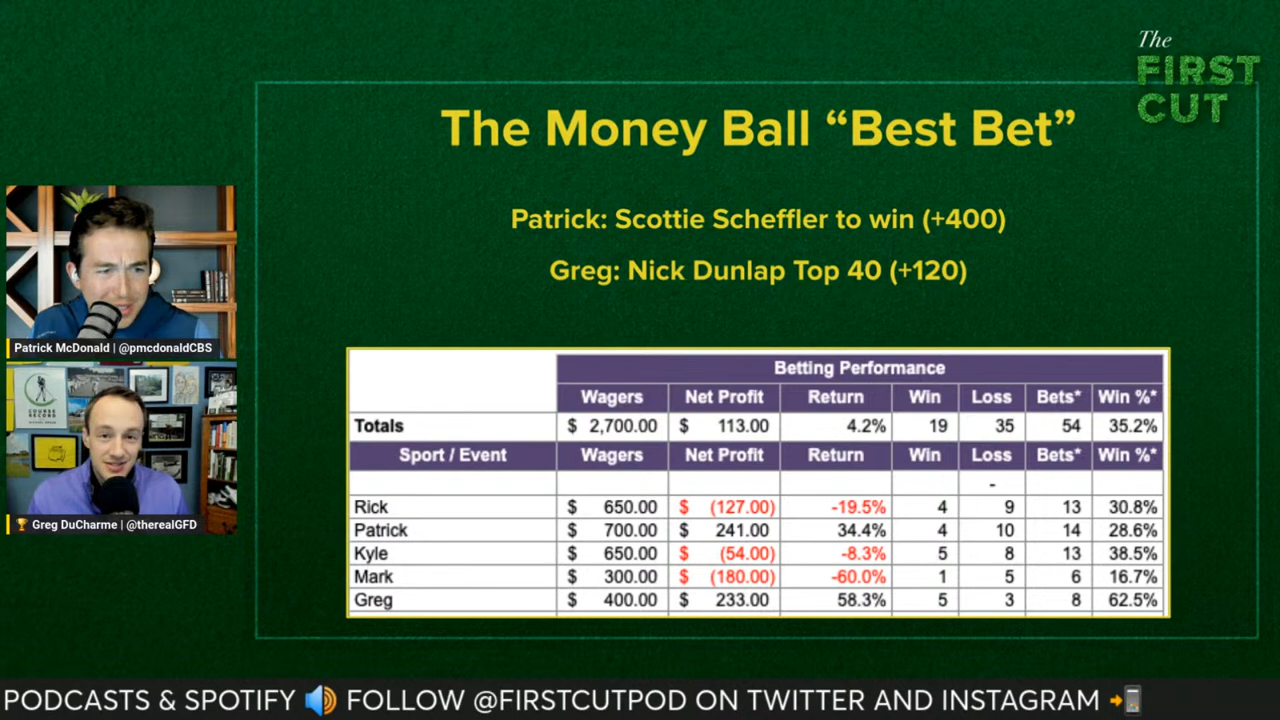 The
FIRST
CUT
The Money Ball “Best Bet”
Patrick: Scottie Scheffler to win (+400)
Greg: Nick Dunlap Top 40 (+120)
Patrick McDonald | @pmcdonaldCBS
COURSE
RECORD
🏆 Greg DuCharme | @therealGFD
Betting Performance
Wagers Net Profit Return Win Loss Bets* Win %*
Totals $ 2,700.00 $ 113.00 4.2% 19 35 54 35.2%
Sport / Event Wagers Net Profit Return Win Loss Bets* Win %*
-
Rick $ 650.00 $ (127.00) -19.5% 4 9 13 30.8%
Patrick $ 700.00 $ 241.00 34.4% 4 10 14 28.6%
Kyle $ 650.00 $ (54.00) -8.3% 5 8 13 38.5%
Mark $ 300.00 $ (180.00) -60.0% 1 5 6 16.7%
Greg $ 400.00 $ 233.00 58.3% 5 3 8 62.5%
PODCASTS & SPOTIFY 🔊 FOLLOW @FIRSTCUTPOD ON TWITTER AND INSTAGRAM 📲